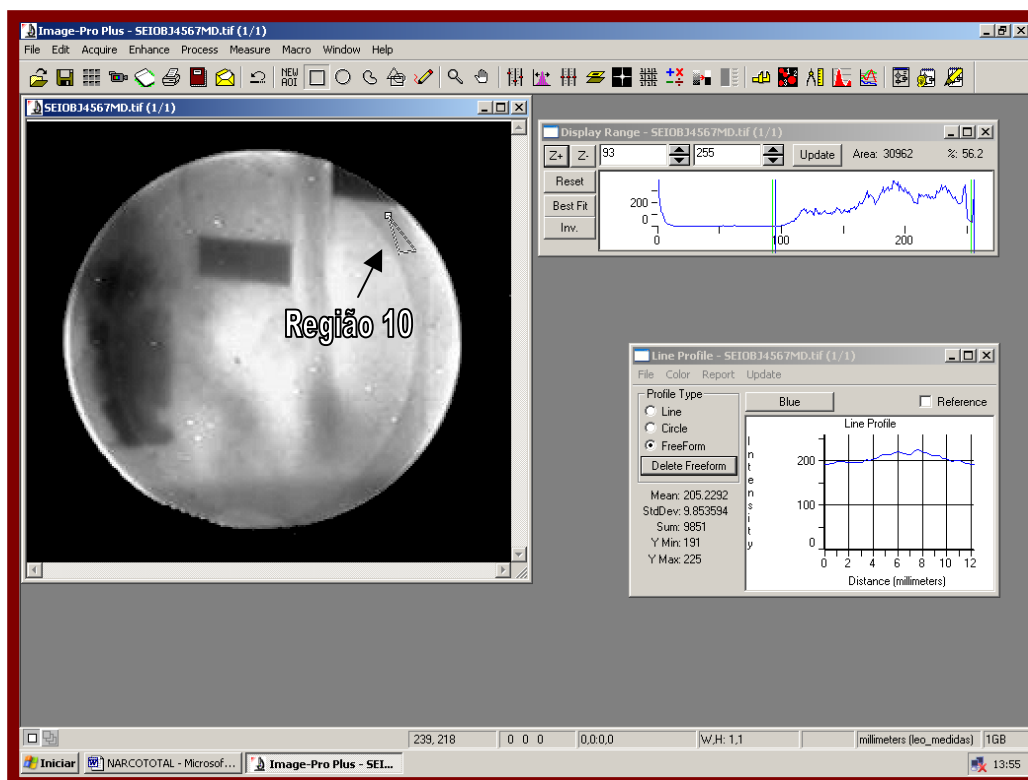 Image-Pro Plus - SEIOBJ4567MD.tif (1/1)
File Edit Acquire Enhance Process Measure Macro Window Help
NEW AOI
SEIOBJ4567MD.tif (1/1)
Região 10
Display Range - SEIOBJ4567MD.tif (1/1)
Z+ Z- 93 255 Update Area: 30962 %: 56.2
Reset
Best Fit
Inv.
200
0
0 100 200
Line Profile - SEIOBJ4567MD.tif (1/1)
File Color Report Update
Profile Type
Line
Circle
FreeForm
Delete Freeform
Mean: 205.2292
StdDev: 9.853594
Sum: 9851
Y Min: 191
Y Max: 225
Blue
Reference
Line Profile
Intensity
200
100
0
0 2 4 6 8 10 12
Distance (millimeters)
239, 218 0 0 0 0,0:0,0 W,H: 1,1 millimeters (leo_medidas) 1GB
Iniciar NARCOTOTAL - Microsof... Image-Pro Plus - SEI... 13:55